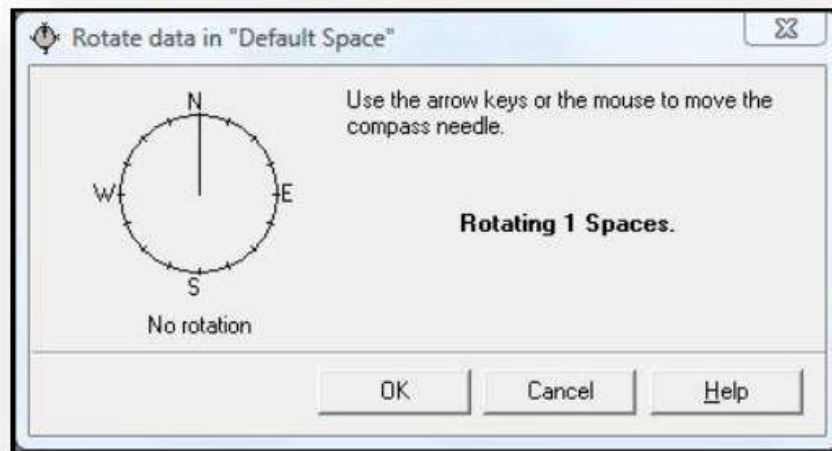 Rotate data in "Default Space"
N
W
E
S
No rotation
Use the arrow keys or the mouse to move the
compass needle.
Rotating 1 Spaces.
OK
Cancel
Help